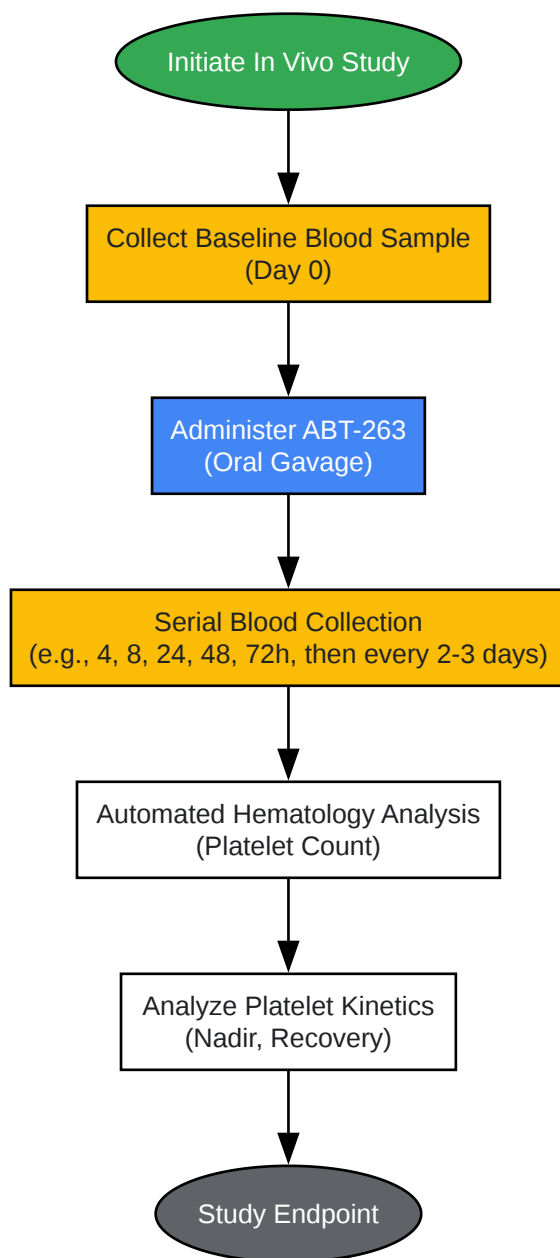 Initiate In Vivo Study
Collect Baseline Blood Sample
(Day 0)
Administer ABT-263
(Oral Gavage)
Serial Blood Collection
(e.g., 4, 8, 24, 48, 72h, then every 2-3 days)
Automated Hematology Analysis
(Platelet Count)
Analyze Platelet Kinetics
(Nadir, Recovery)
Study Endpoint